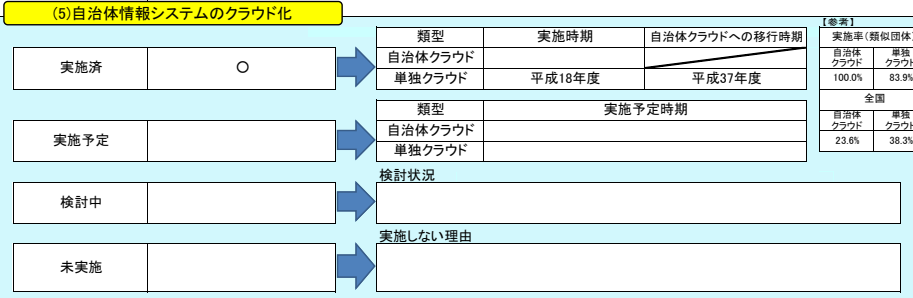 (5)自治体情報システムのクラウド化
【参考】
実施済 ○
類型 実施時期 自治体クラウドへの移行時期
自治体クラウド
単独クラウド 平成18年度 平成37年度
実施率(類似団体)
自治体クラウド 単独クラウド
100.0% 83.9%
全国
自治体クラウド 単独クラウド
23.6% 38.3%
実施予定
類型 実施予定時期
自治体クラウド
単独クラウド
検討中
検討状況
未実施
実施しない理由